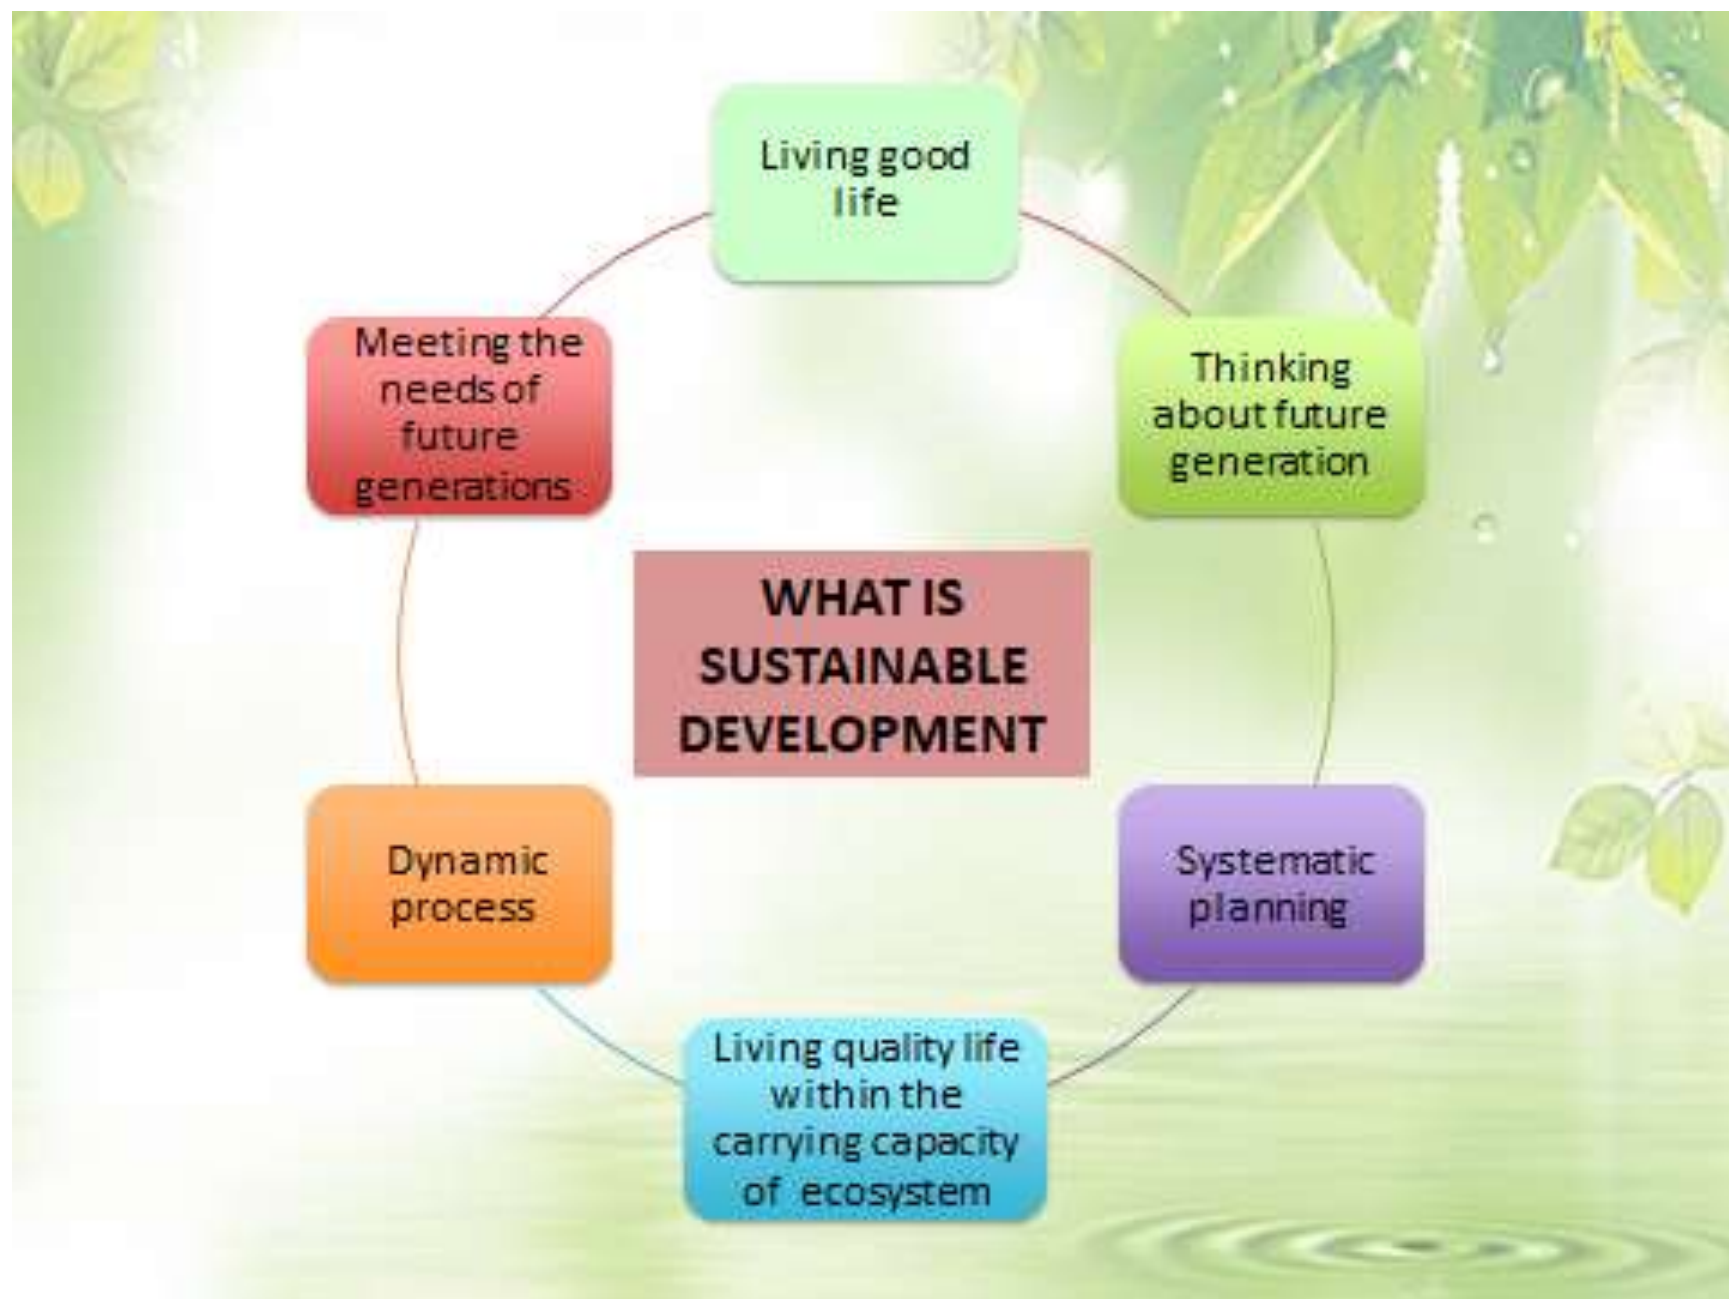 Living good
life
Thinking
about future
generation
Systematic
planning
Living quality life
within the
carrying capacity
of ecosystem
Dynamic
process
Meeting the
needs of
future
generations
WHAT IS
SUSTAINABLE
DEVELOPMENT